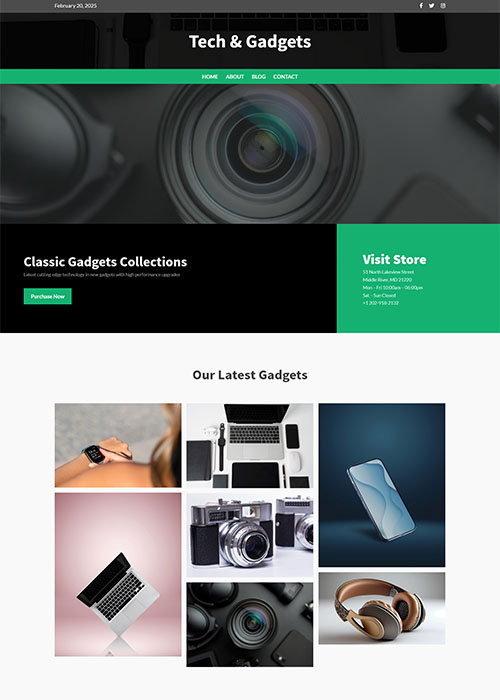 February 20, 2025
Tech & Gadgets
HOME ABOUT BLOG CONTACT
Classic Gadgets Collections
Latest cutting edge technology in new gadgets with high performance upgrades
Purchase Now
Visit Store
51 North Lakeview Street
Middle River, MD 21220
Mon - Fri 10:00am - 06:00pm
Sat - Sun Closed
+1 202-918-2132
Our Latest Gadgets